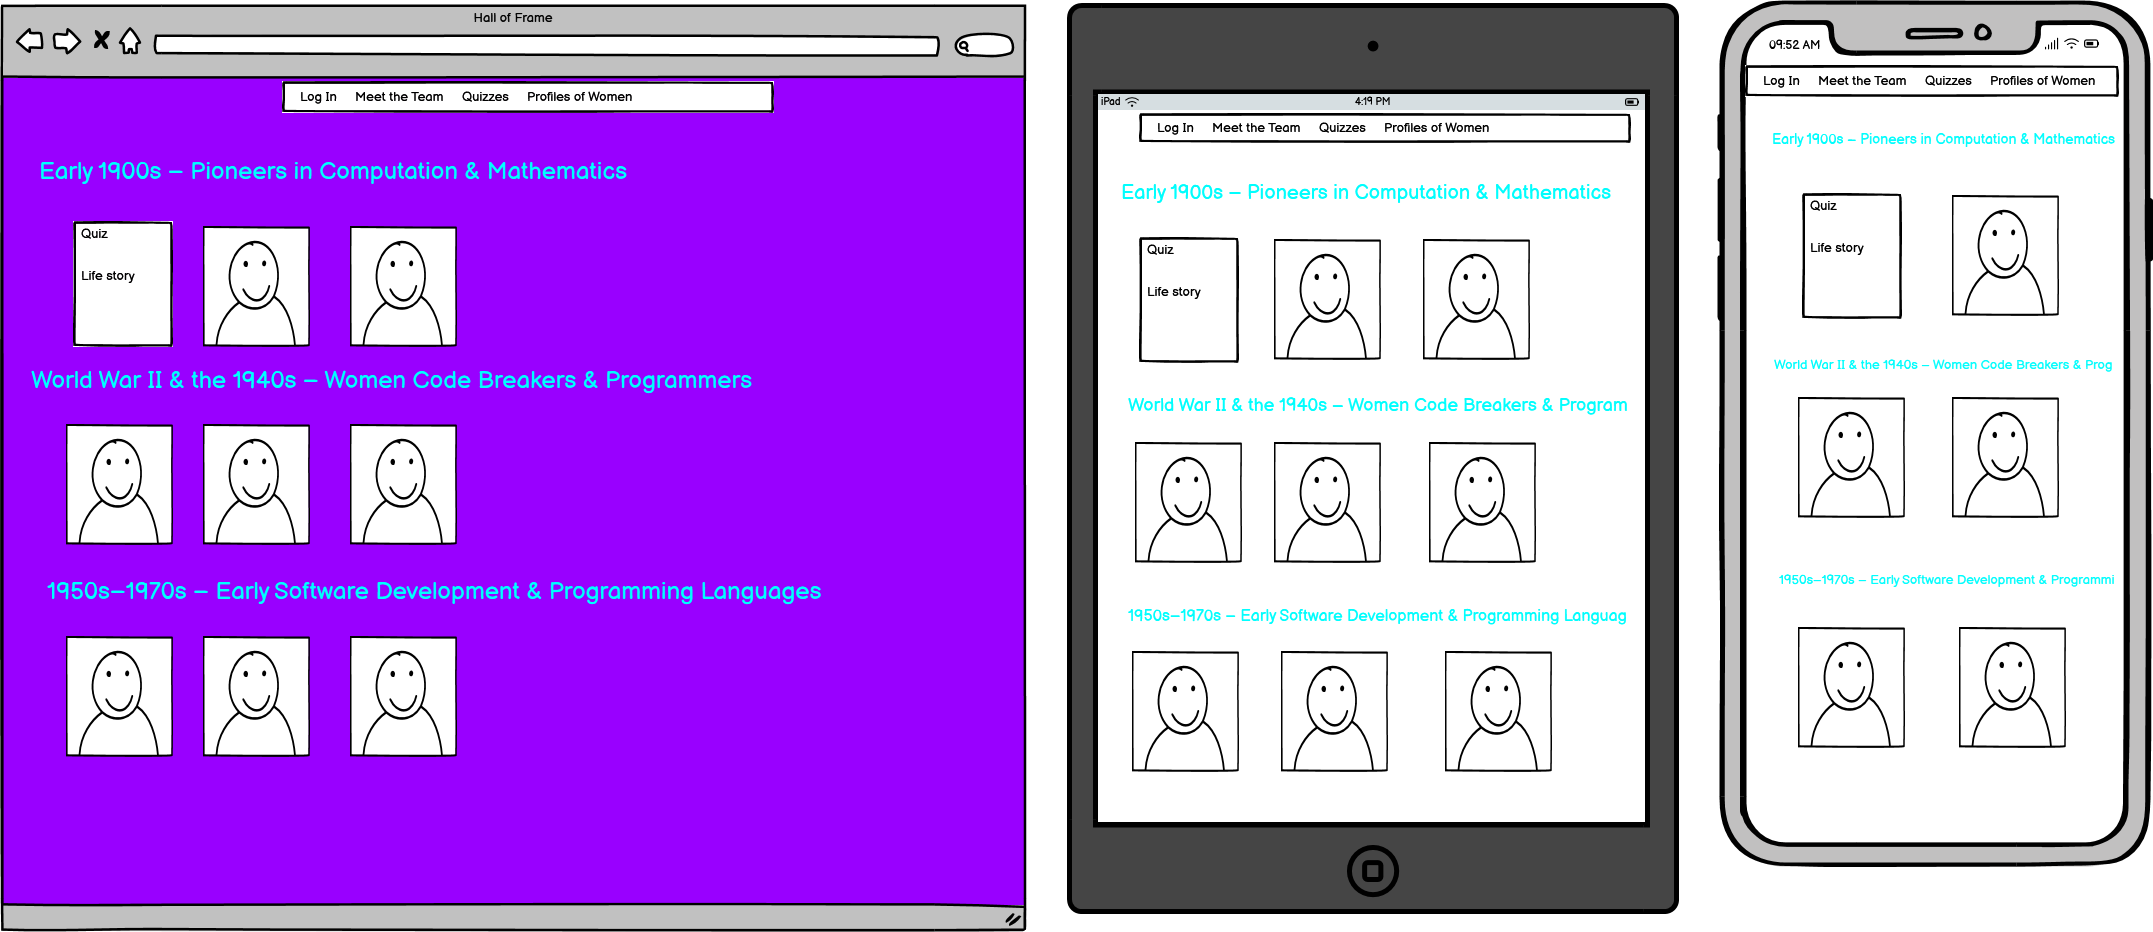 Hall of Frame
Log In Meet the Team Quizzes Profiles of Women
Early 1900s – Pioneers in Computation & Mathematics
Quiz
Life story
World War II & the 1940s – Women Code Breakers & Programmers
1950s–1970s – Early Software Development & Programming Languages
iPad 4:19 PM
Log In Meet the Team Quizzes Profiles of Women
Early 1900s – Pioneers in Computation & Mathematics
Quiz
Life story
World War II & the 1940s – Women Code Breakers & Program
1950s–1970s – Early Software Development & Programming Languag
09:52 AM
Log In Meet the Team Quizzes Profiles of Women
Early 1900s – Pioneers in Computation & Mathematics
Quiz
Life story
World War II & the 1940s – Women Code Breakers & Prog
1950s–1970s – Early Software Development & Programmi